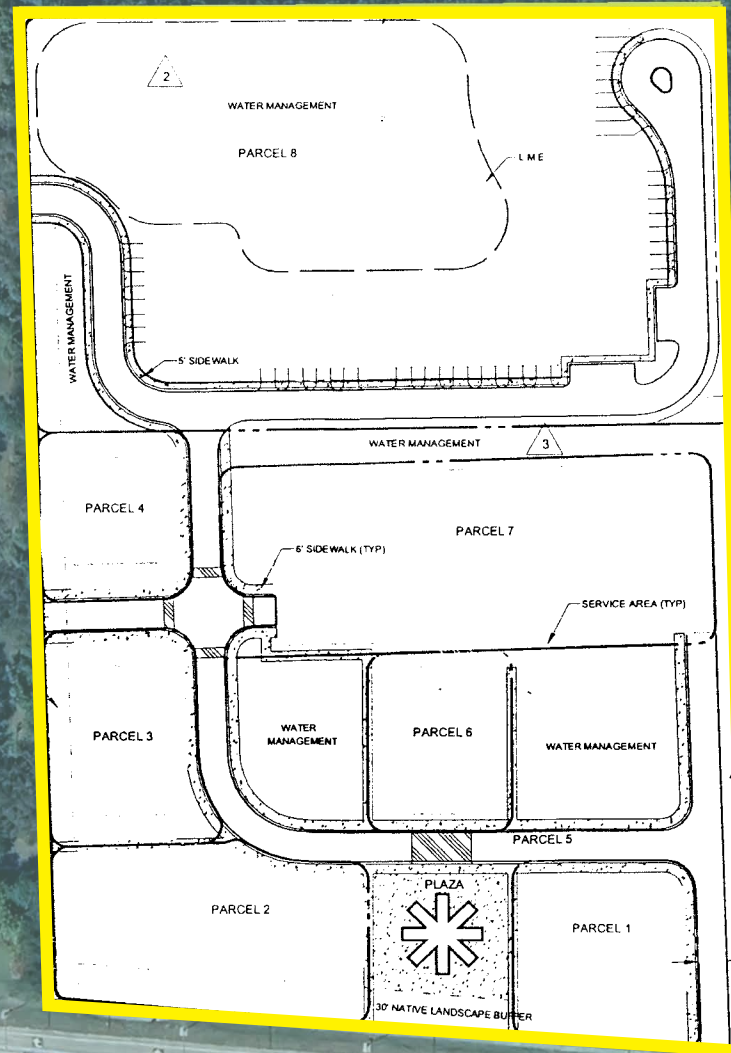 2
WATER MANAGEMENT
PARCEL 8
L M E
WATER MANAGEMENT
5' SIDEWALK
WATER MANAGEMENT
3
PARCEL 4
PARCEL 7
6' SIDEWALK (TYP)
SERVICE AREA (TYP)
PARCEL 3
WATER
MANAGEMENT
PARCEL 6
WATER MANAGEMENT
PARCEL 5
PLAZA
PARCEL 2
PARCEL 1
30' NATIVE LANDSCAPE BUFFER